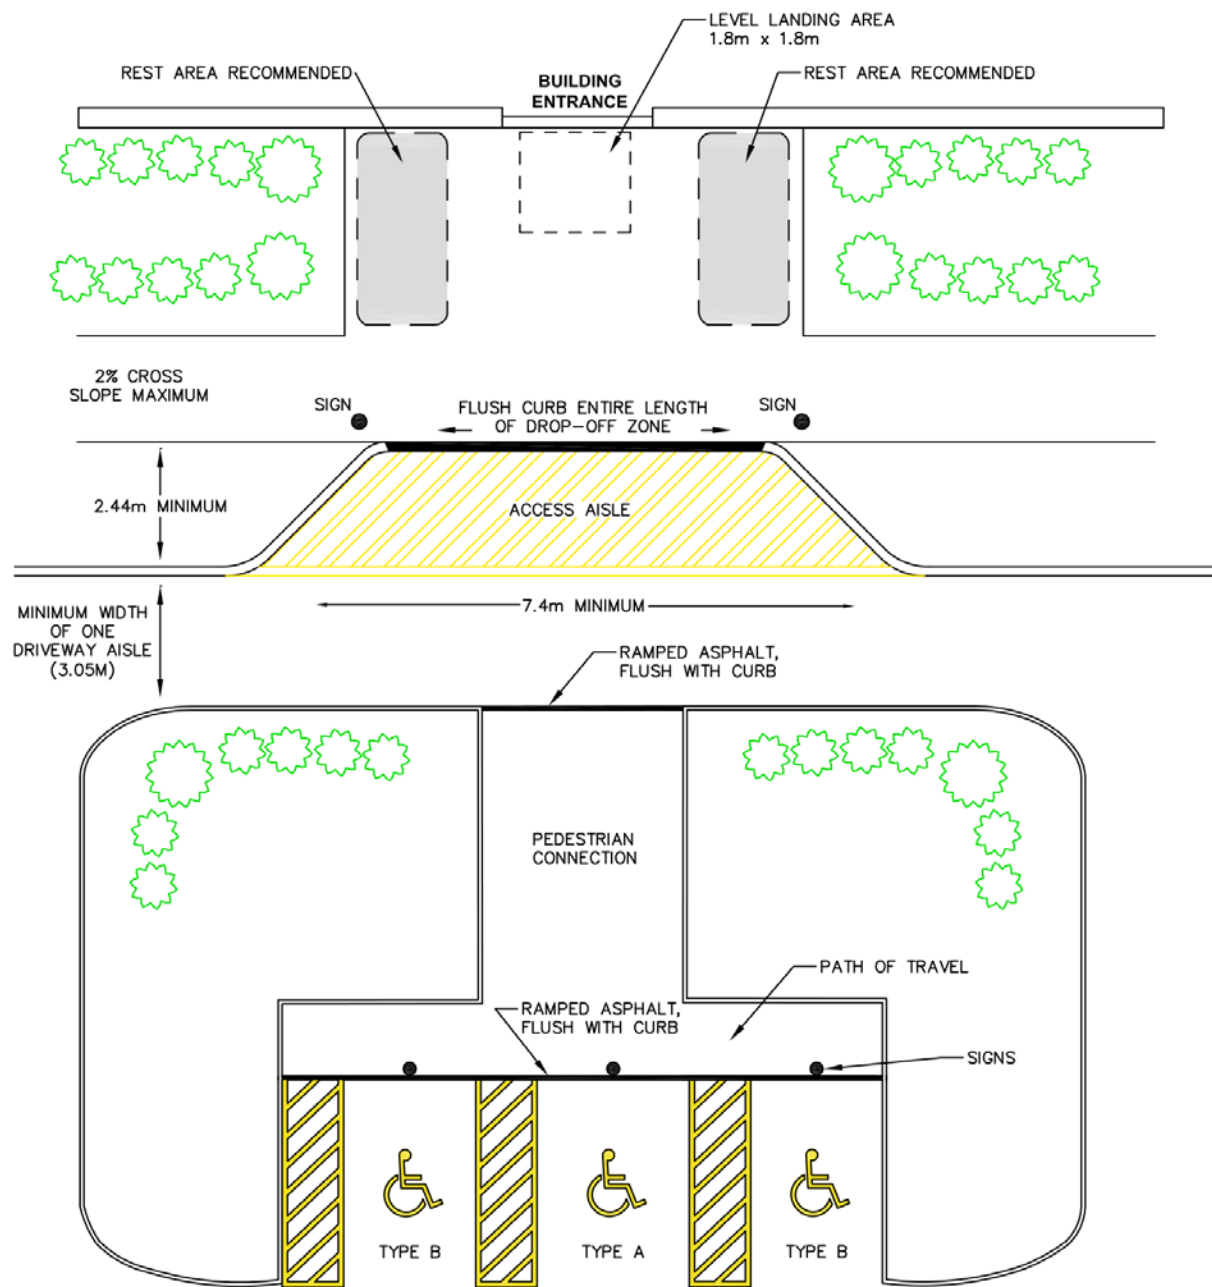 LEVEL LANDING AREA
1.8m x 1.8m
REST AREA RECOMMENDED
BUILDING
ENTRANCE
REST AREA RECOMMENDED
2% CROSS
SLOPE MAXIMUM
SIGN
FLUSH CURB ENTIRE LENGTH
OF DROP-OFF ZONE
SIGN
2.44m MINIMUM
ACCESS AISLE
7.4m MINIMUM
MINIMUM WIDTH
OF ONE
DRIVEWAY AISLE
(3.05M)
RAMPED ASPHALT,
FLUSH WITH CURB
PEDESTRIAN
CONNECTION
PATH OF TRAVEL
RAMPED ASPHALT,
FLUSH WITH CURB
SIGNS
TYPE B
TYPE A
TYPE B